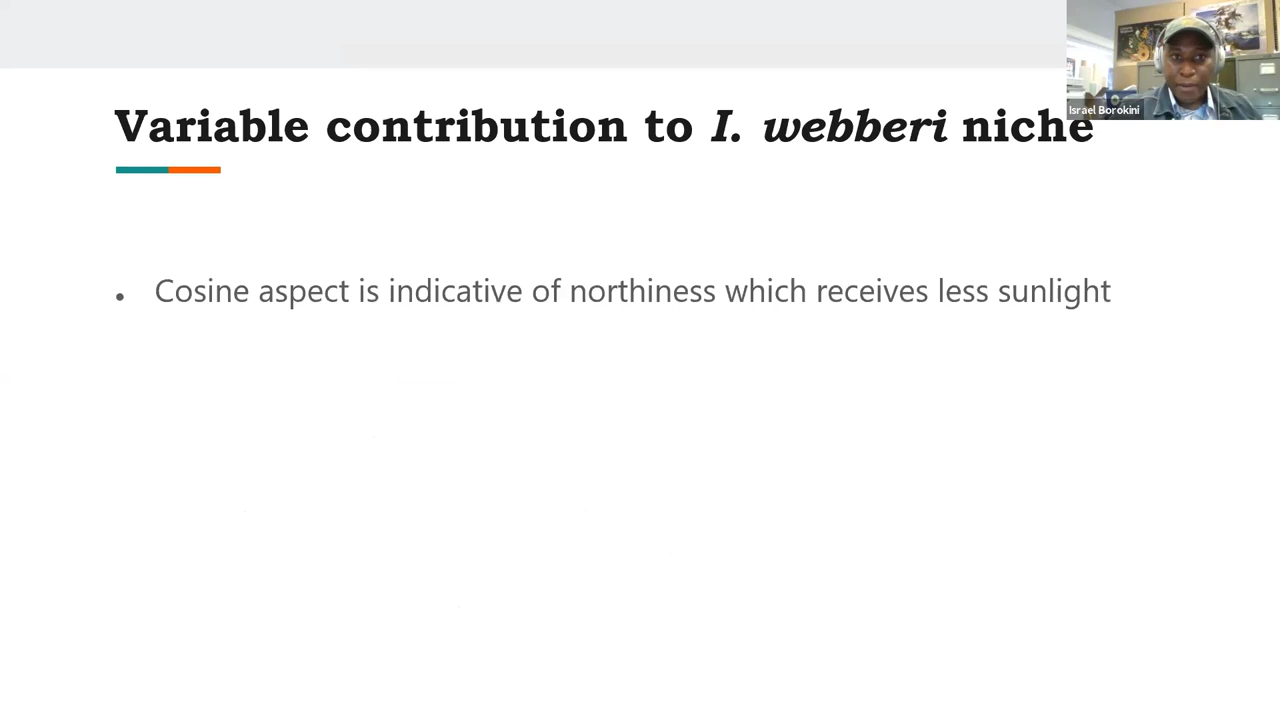 Variable contribution to I. webberi niche
Israel Borokini
• Cosine aspect is indicative of northiness which receives less sunlight